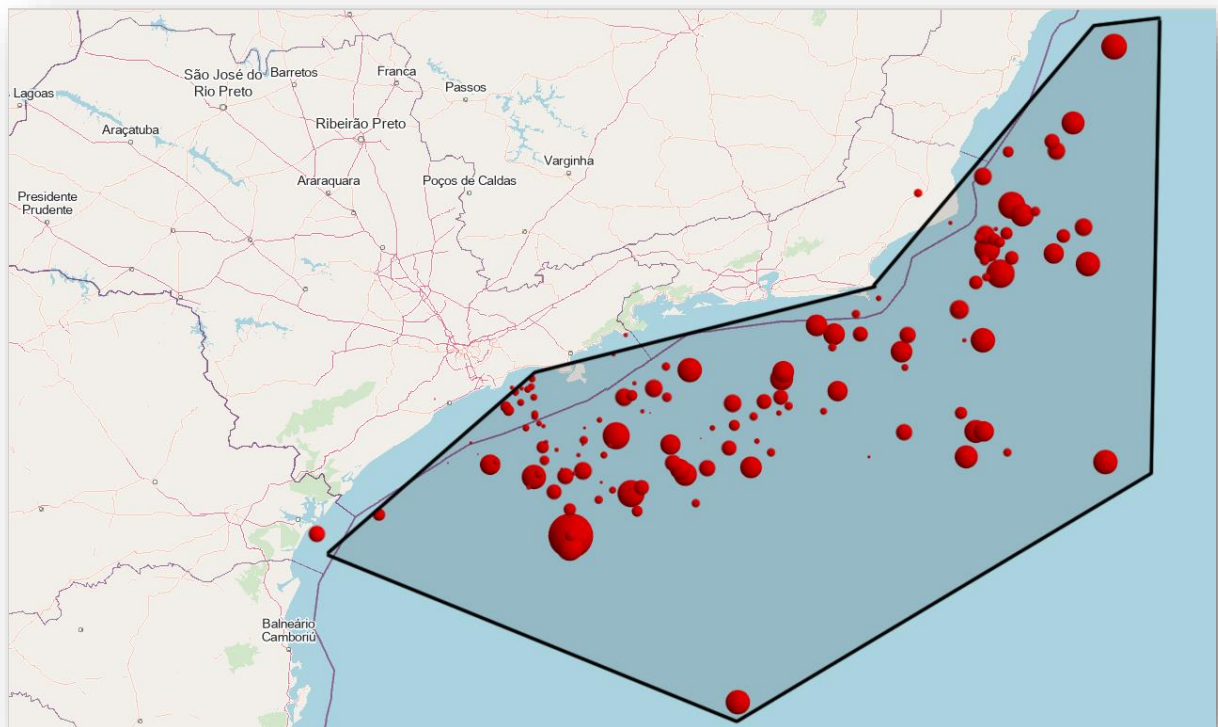 São José do
Rio Preto
Barretos
Franca
Passos
Lagoas
Araçatuba
Ribeirão Preto
Varginha
Araraquara
Poços de Caldas
Presidente
Prudente
Balneário
Camboriú